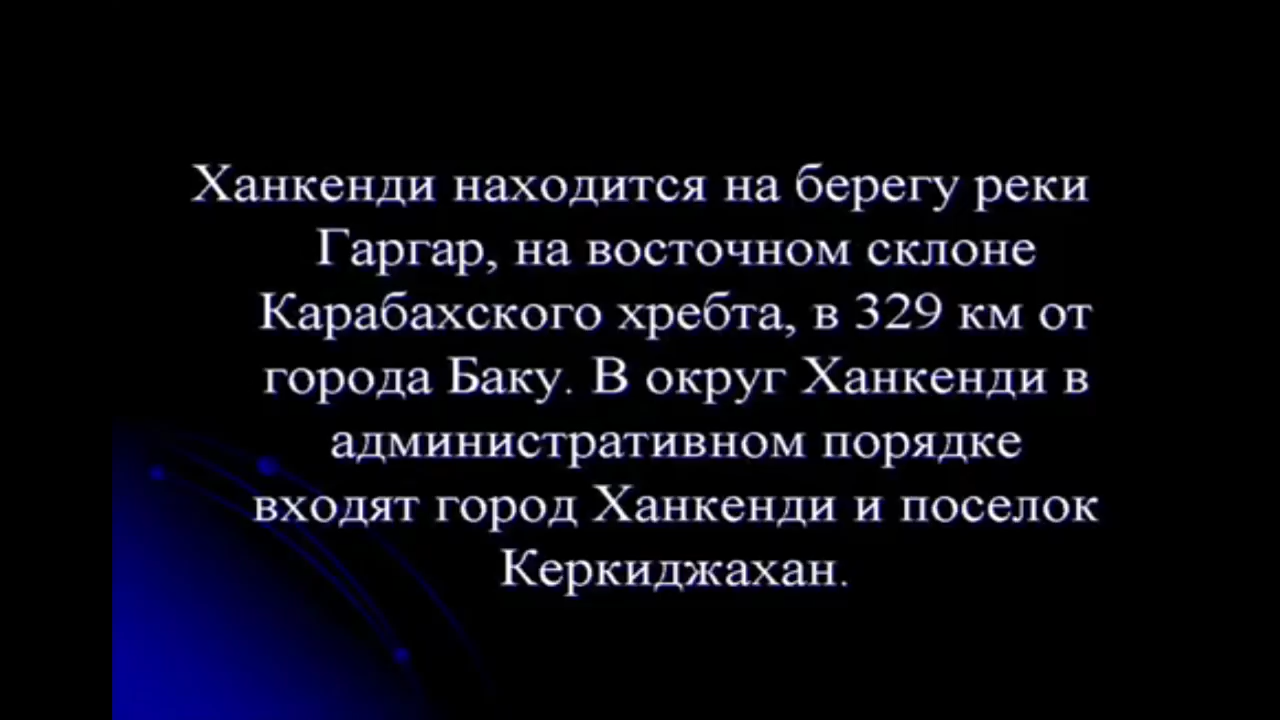 Ханкенди находится на берегу реки
Гаргар, на восточном склоне
Карабахского хребта, в 329 км от
города Баку. В округ Ханкенди в
административном порядке
входят город Ханкенди и поселок
Керкиджахан.